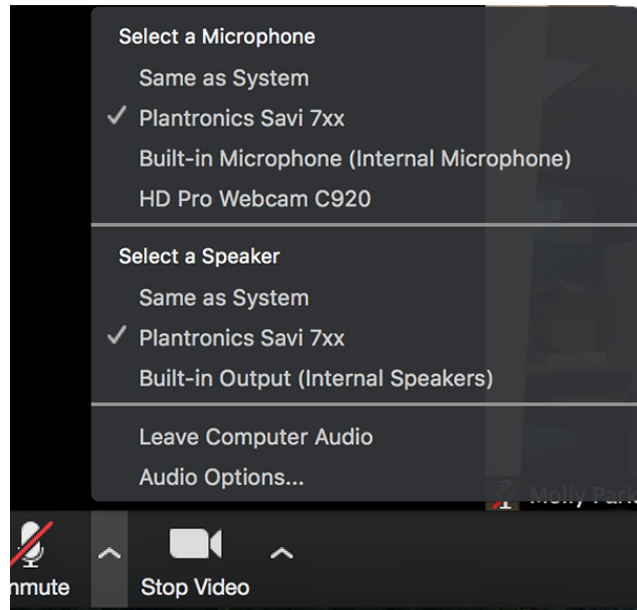 Select a Microphone
Same as System
Plantronics Savi 7xx
Built-in Microphone (Internal Microphone)
HD Pro Webcam C920
Select a Speaker
Same as System
Plantronics Savi 7xx
Built-in Output (Internal Speakers)
Leave Computer Audio
Audio Options...
Molly Park
nmute
Stop Video